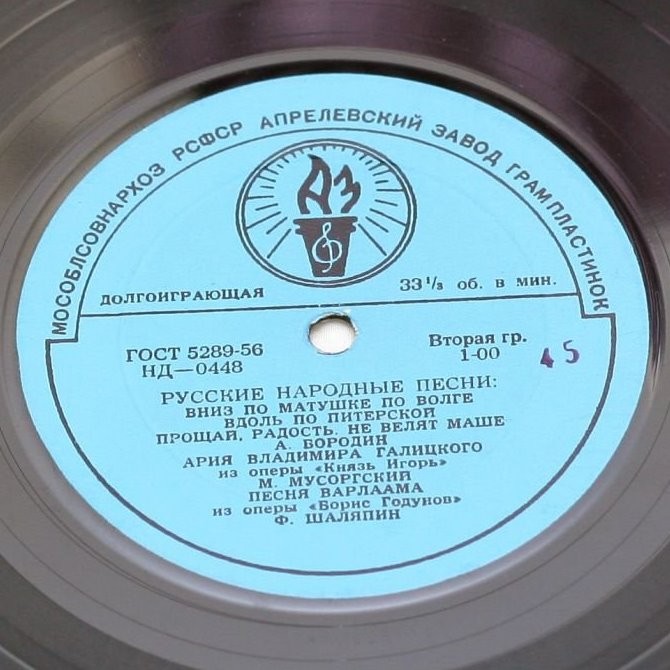 МОСОБЛСОВНАРХОЗ РСФСР АПРЕЛЕВСКИЙ ЗАВОД ГРАМПЛАСТИНОК
АЗ
ДОЛГОИГРАЮЩАЯ 33⅓ об. в мин.
ГОСТ 5289-56 Вторая гр.
НД—0448 1-00
45
РУССКИЕ НАРОДНЫЕ ПЕСНИ:
ВНИЗ ПО МАТУШКЕ ПО ВОЛГЕ
ВДОЛЬ ПО ПИТЕРСКОЙ
ПРОЩАЙ, РАДОСТЬ. НЕ ВЕЛЯТ МАШЕ
А. БОРОДИН
АРИЯ ВЛАДИМИРА ГАЛИЦКОГО
из оперы «Князь Игорь»
М. МУСОРГСКИЙ
ПЕСНЯ ВАРЛААМА
из оперы «Борис Годунов»
Ф. ШАЛЯПИН